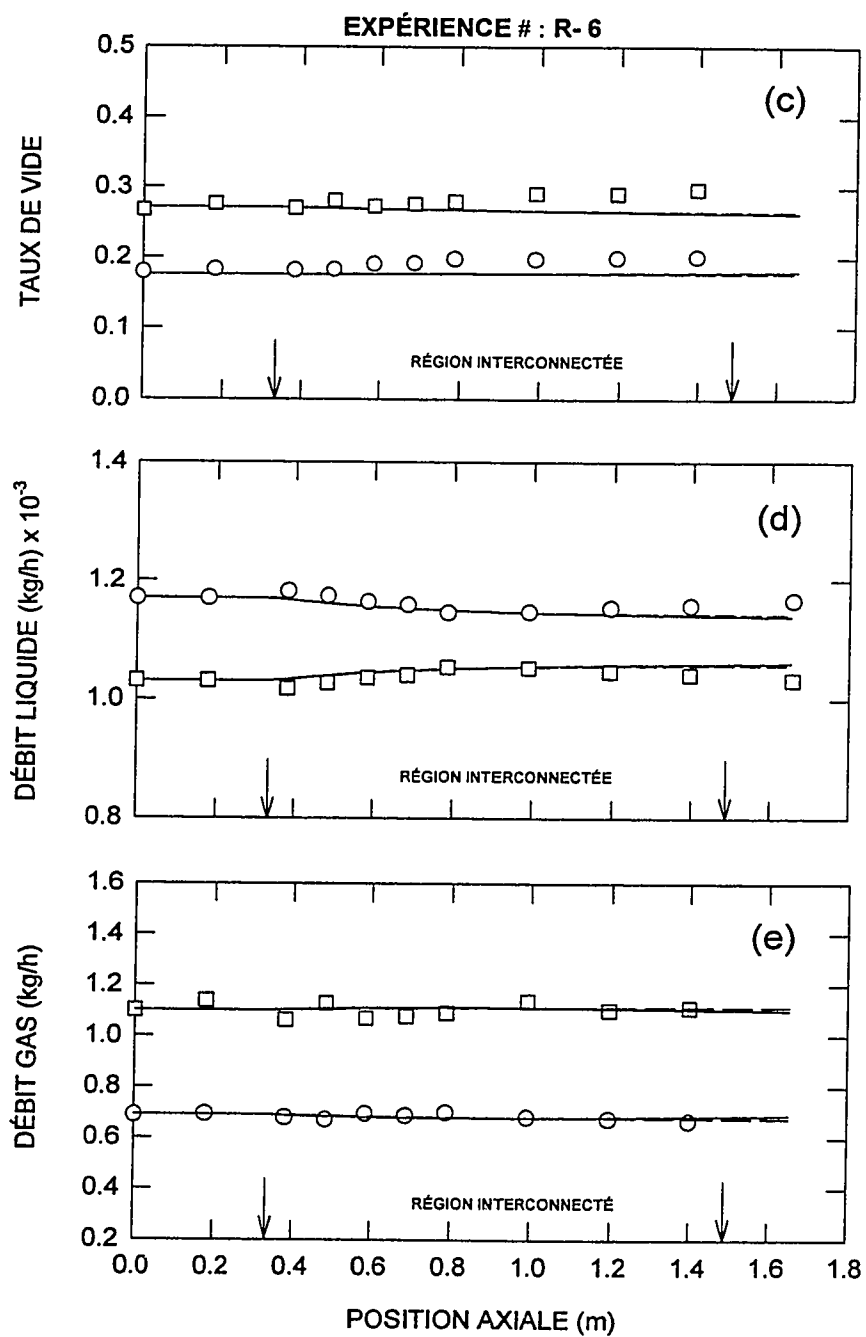 EXPÉRIENCE # : R- 6
(c)
TAUX DE VIDE
0.5
0.4
0.3
0.2
0.1
0.0
RÉGION INTERCONNECTÉE
(d)
DÉBIT LIQUIDE (kg/h) x 10⁻³
1.4
1.2
1.0
0.8
RÉGION INTERCONNECTÉE
(e)
DÉBIT GAS (kg/h)
1.6
1.4
1.2
1.0
0.8
0.6
0.4
0.2
RÉGION INTERCONNECTÉ
0.0 0.2 0.4 0.6 0.8 1.0 1.2 1.4 1.6 1.8
POSITION AXIALE (m)